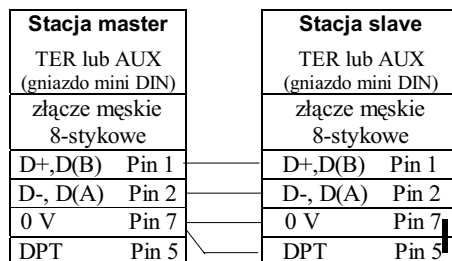 Stacja master
TER lub AUX
(gniazdo mini DIN)
złącze męskie
8-stykowe
D+,D(B) Pin 1
D-, D(A) Pin 2
0 V Pin 7
DPT Pin 5
Stacja slave
TER lub AUX
(gniazdo mini DIN)
złącze męskie
8-stykowe
D+,D(B) Pin 1
D-, D(A) Pin 2
0 V Pin 7
DPT Pin 5